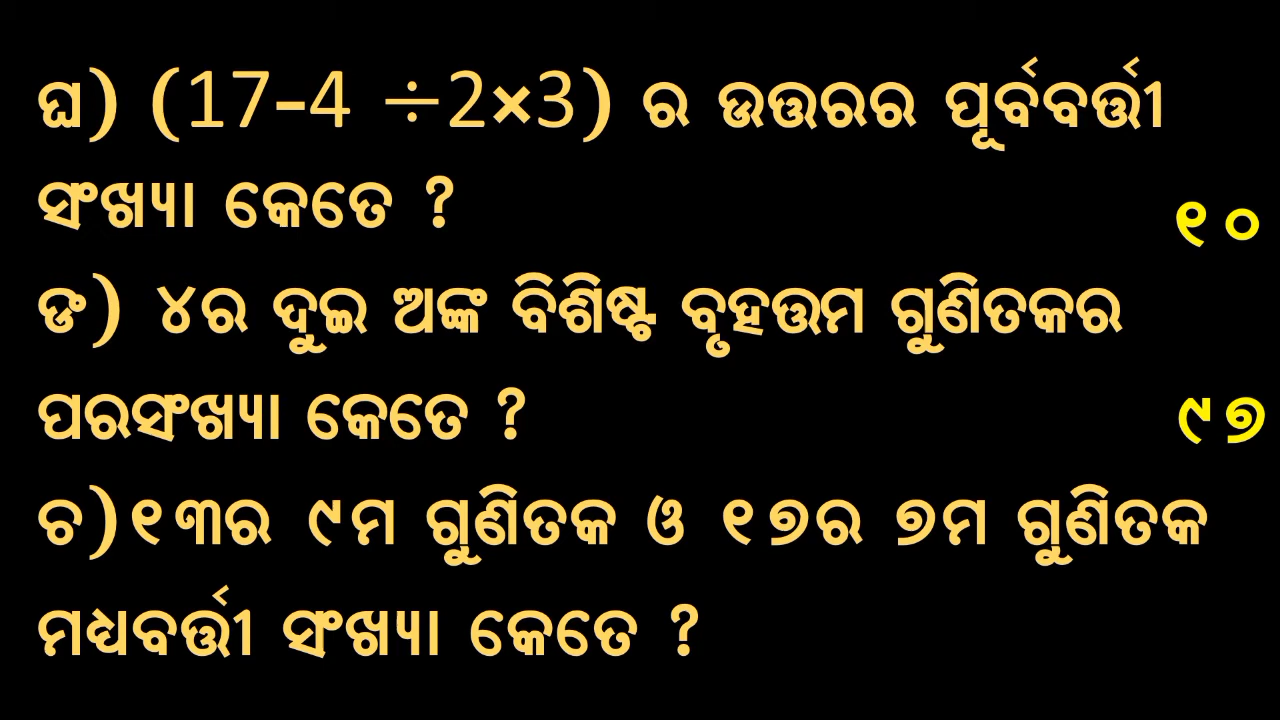 ଘ) (17-4 ÷2×3) ର ଉତ୍ତରର ପୂର୍ବବର୍ତ୍ତୀ
ସଂଖ୍ୟା କେତେ ?
୧୦
ଙ) ୪ର ଦୁଇ ଅଙ୍କ ବିଶିଷ୍ଟ ବୃହତ୍ତମ ଗୁଣିତକର
ପରସଂଖ୍ୟା କେତେ ?
୯୭
ଚ)୧୩ର ୯ମ ଗୁଣିତକ ଓ ୧୭ର ୭ମ ଗୁଣିତକ
ମଧ୍ୟବର୍ତ୍ତୀ ସଂଖ୍ୟା କେତେ ?